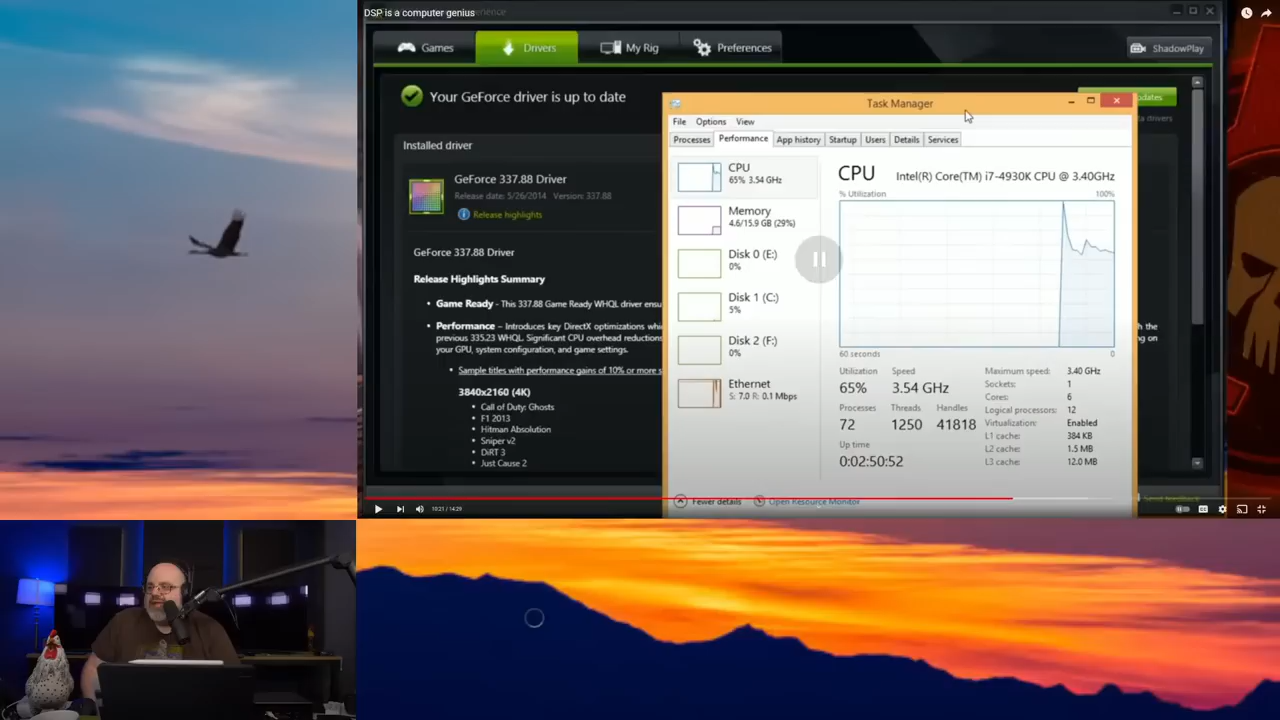 DSP is a computer genius
Games
Drivers
My Rig
Preferences
ShadowPlay
Your GeForce driver is up to date
Installed driver
GeForce 337.88 Driver
Release date: 5/26/2014 Version: 337.88
Release highlights
GeForce 337.88 Driver
Release Highlights Summary
• Game Ready - This 337.88 Game Ready WHQL driver ensu
• Performance – Introduces key DirectX optimizations whi
previous 335.23 WHQL. Significant CPU overhead reductions
your GPU, system configuration, and game settings.
• Sample titles with performance gains of 10% or more s
3840x2160 (4K)
• Call of Duty: Ghosts
• F1 2013
• Hitman Absolution
• Sniper v2
• DiRT 3
• Just Cause 2
Task Manager
File Options View
Processes Performance App history Startup Users Details Services
CPU
65% 3.54 GHz
Memory
4.6/15.9 GB (29%)
Disk 0 (E:)
0%
Disk 1 (C:)
5%
Disk 2 (F:)
0%
Ethernet
S: 7.0 R: 0.1 Mbps
CPU Intel(R) Core(TM) i7-4930K CPU @ 3.40GHz
% Utilization 100%
60 seconds 0
Utilization Speed
65% 3.54 GHz
Processes Threads Handles
72 1250 41818
Up time
0:02:50:52
Maximum speed: 3.40 GHz
Sockets: 1
Cores: 6
Logical processors: 12
Virtualization: Enabled
L1 cache: 384 KB
L2 cache: 1.5 MB
L3 cache: 12.0 MB
Fewer details Open Resource Monitor
Send feedback
10:21 / 14:29